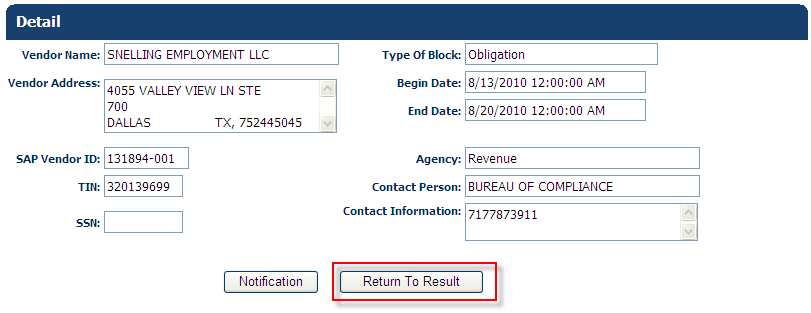 Detail
Vendor Name: SNELLING EMPLOYMENT LLC
Type Of Block: Obligation
Vendor Address: 4055 VALLEY VIEW LN STE
700
DALLAS TX, 752445045
Begin Date: 8/13/2010 12:00:00 AM
End Date: 8/20/2010 12:00:00 AM
SAP Vendor ID: 131894-001
Agency: Revenue
TIN: 320139699
Contact Person: BUREAU OF COMPLIANCE
SSN:
Contact Information: 7177873911
Notification
Return To Result